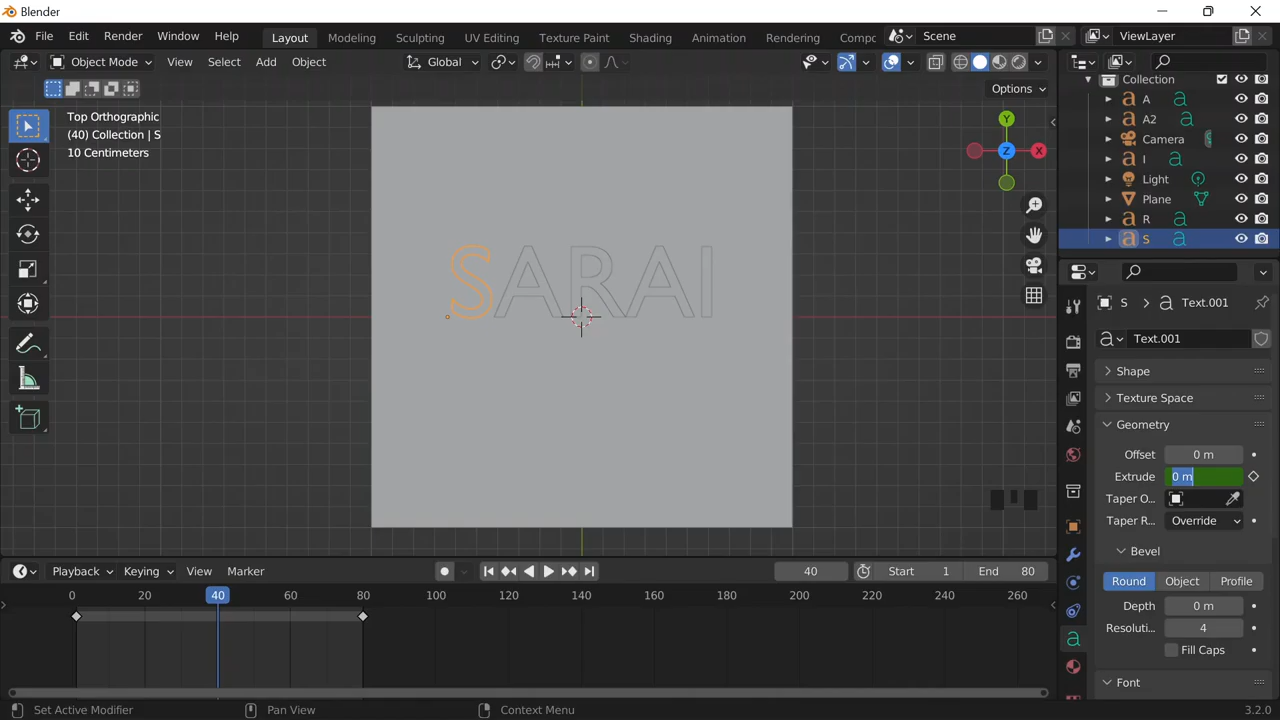 Blender
File Edit Render Window Help
Layout Modeling Sculpting UV Editing Texture Paint Shading Animation Rendering Compc
Scene
ViewLayer
Object Mode View Select Add Object
Global
Options
Top Orthographic
(40) Collection | S
10 Centimeters
Y
Z
X
SARAI
Collection
A
A2
Camera
I
Light
Plane
R
S
S > Text.001
Text.001
Shape
Texture Space
Geometry
Offset 0 m
Extrude 0 m
Taper O...
Taper R... Override
Bevel
Round Object Profile
Depth 0 m
Resoluti... 4
Fill Caps
Font
Playback Keying View Marker
40
Start 1
End 80
0 20 40 60 80 100 120 140 160 180 200 220 240 260
Set Active Modifier
Pan View
Context Menu
3.2.0